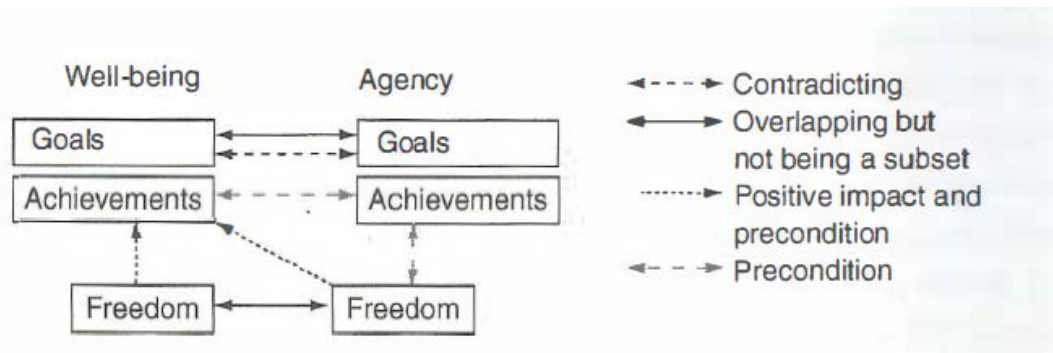 Well-being
Agency
Goals
Goals
Achievements
Achievements
Freedom
Freedom
Contradicting
Overlapping but
not being a subset
Positive impact and
precondition
Precondition